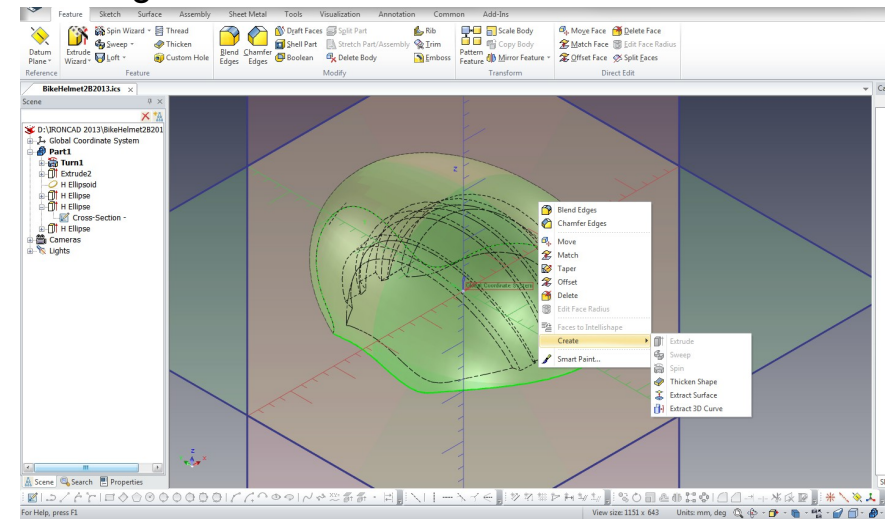 Feature Sketch Surface Assembly Sheet Metal Tools Visualization Annotation Common Add-Ins
Datum Plane
Extrude Wizard
Spin Wizard
Sweep
Loft
Thread
Thicken
Custom Hole
Blend Edges
Chamfer Edges
Draft Faces
Shell Part
Boolean
Split Part
Stretch Part/Assembly
Delete Body
Rib
Trim
Emboss
Pattern Feature
Scale Body
Copy Body
Mirror Feature
Move Face
Match Face
Offset Face
Delete Face
Edit Face Radius
Split Faces
Reference Feature Modify Transform Direct Edit
BikeHelmet2B2013.ics
Ca
Scene
D:\IRONCAD 2013\BikeHelmet2B201
Global Coordinate System
Part1
Turn1
Extrude2
H Ellipsoid
H Ellipse
H Ellipse
Cross-Section -
H Ellipse
Cameras
Lights
z
Global Coordinate System
Blend Edges
Chamfer Edges
Move
Match
Taper
Offset
Delete
Edit Face Radius
Faces to Intellishape
Create
Smart Paint...
Extrude
Sweep
Spin
Thicken Shape
Extract Surface
Extract 3D Curve
z
x
Scene Search Properties
For Help, press F1
View size: 1151 x 643 Units: mm, deg